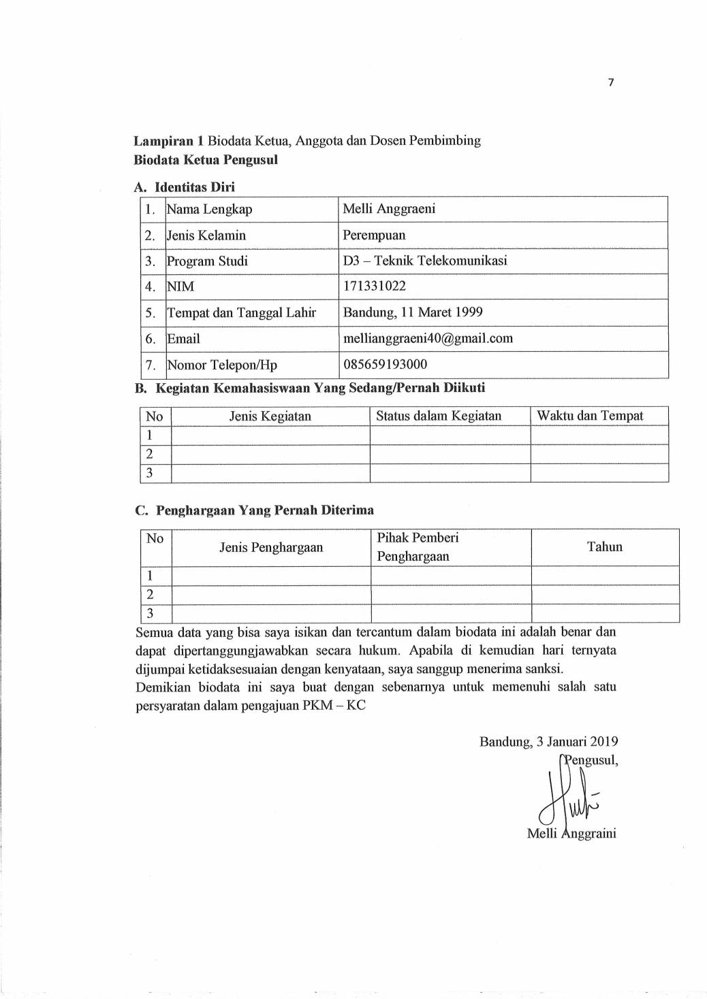 7
Lampiran 1 Biodata Ketua, Anggota dan Dosen Pembimbing
Biodata Ketua Pengusul
A. Identitas Diri
1. Nama Lengkap Melli Anggraeni
2. Jenis Kelamin Perempuan
3. Program Studi D3 – Teknik Telekomunikasi
4. NIM 171331022
5. Tempat dan Tanggal Lahir Bandung, 11 Maret 1999
6. Email mellianggraeni40@gmail.com
7. Nomor Telepon/Hp 085659193000
B. Kegiatan Kemahasiswaan Yang Sedang/Pernah Diikuti
No Jenis Kegiatan Status dalam Kegiatan Waktu dan Tempat
1
2
3
C. Penghargaan Yang Pernah Diterima
No Jenis Penghargaan Pihak Pemberi Tahun
Penghargaan
1
2
3
Semua data yang bisa saya isikan dan tercantum dalam biodata ini adalah benar dan
dapat dipertanggungjawabkan secara hukum. Apabila di kemudian hari ternyata
dijumpai ketidaksesuaian dengan kenyataan, saya sanggup menerima sanksi.
Demikian biodata ini saya buat dengan sebenarnya untuk memenuhi salah satu
persyaratan dalam pengajuan PKM – KC
Bandung, 3 Januari 2019
Pengusul,
Melli Anggraini